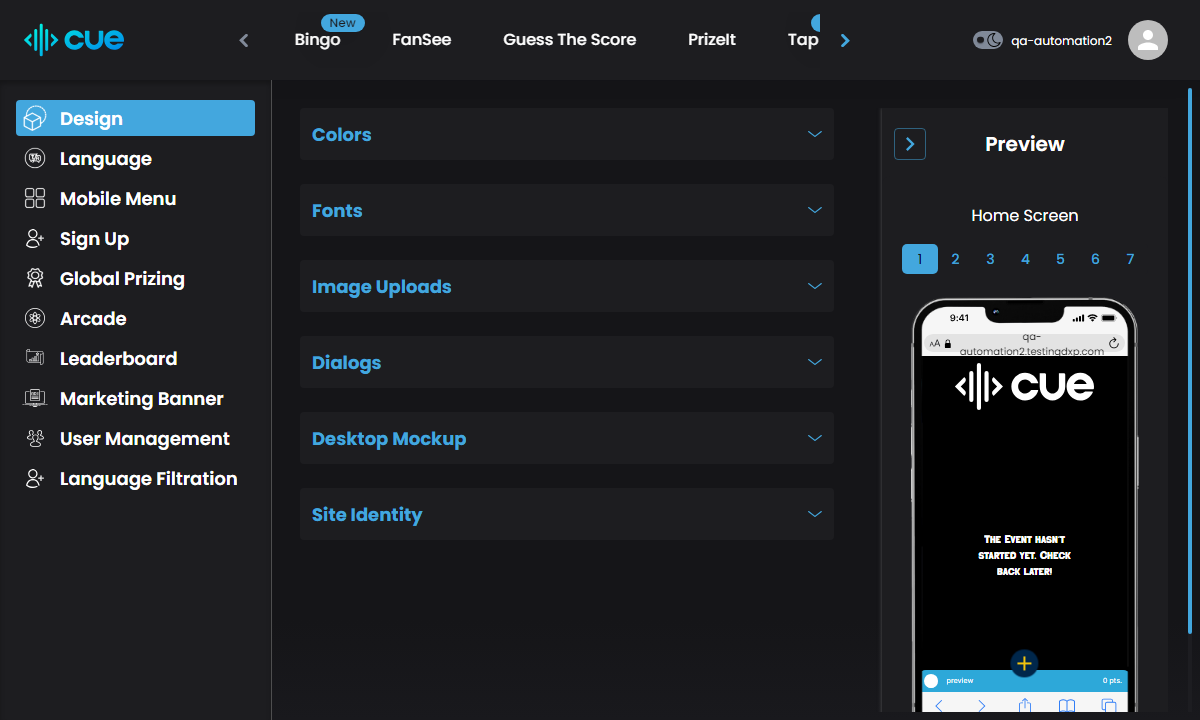 cue
New
Bingo
FanSee
Guess The Score
PrizeIt
Tap
qa-automation2
Design
Language
Mobile Menu
Sign Up
Global Prizing
Arcade
Leaderboard
Marketing Banner
User Management
Language Filtration
Colors
Fonts
Image Uploads
Dialogs
Desktop Mockup
Site Identity
Preview
Home Screen
1 2 3 4 5 6 7
9:41
AA
qa-
automation2.testingdxp.com
cue
The Event hasn't
started yet. Check
back later!
preview
0 pts.